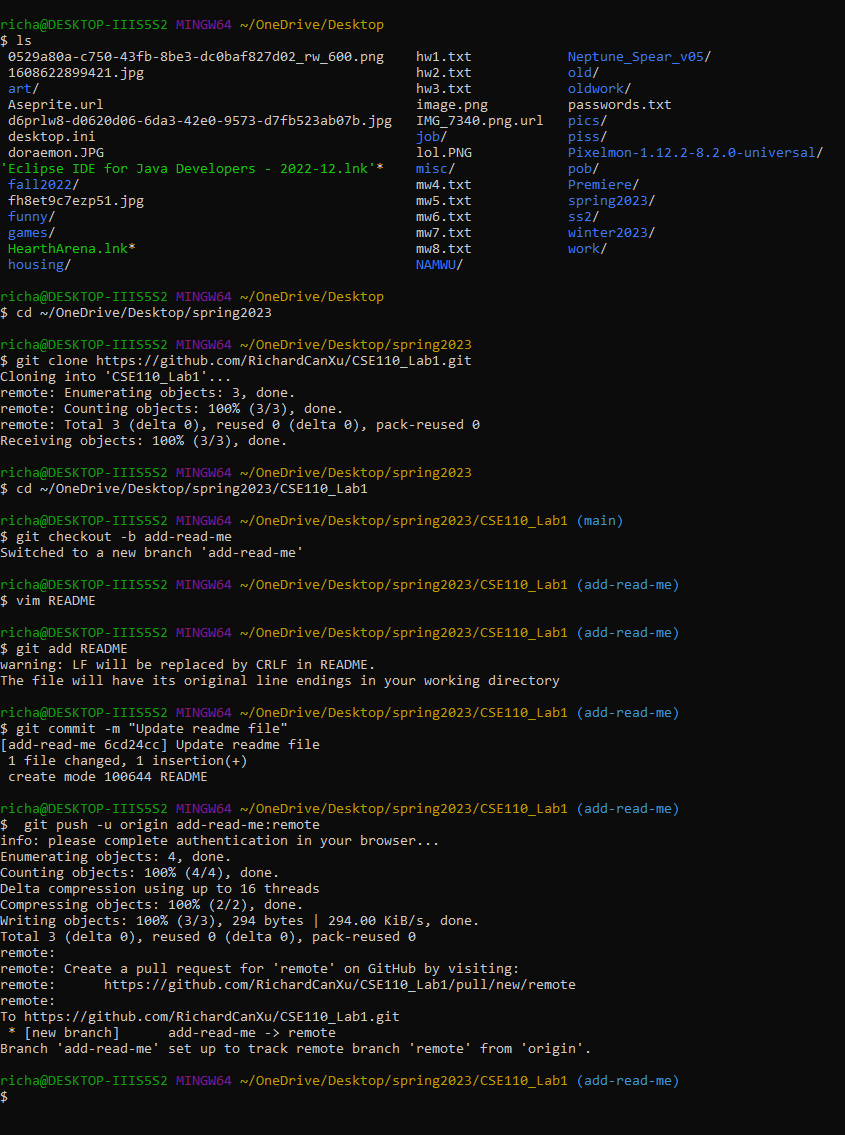 richa@DESKTOP-IIIS5S2 MINGW64 ~/OneDrive/Desktop
$ ls
 0529a80a-c750-43fb-8be3-dc0baf827d02_rw_600.png    hw1.txt            Neptune_Spear_v05/
 1608622899421.jpg                                  hw2.txt            old/
 art/                                               hw3.txt            oldwork/
 Aseprite.url                                       image.png          passwords.txt
 d6prlw8-d0620d06-6da3-42e0-9573-d7fb523ab07b.jpg   IMG_7340.png.url   pics/
 desktop.ini                                        job/               piss/
 doraemon.JPG                                       lol.PNG            Pixelmon-1.12.2-8.2.0-universal/
'Eclipse IDE for Java Developers - 2022-12.lnk'*    misc/              pob/
 fall2022/                                          mw4.txt            Premiere/
 fh8et9c7ezp51.jpg                                  mw5.txt            spring2023/
 funny/                                             mw6.txt            ss2/
 games/                                             mw7.txt            winter2023/
 HearthArena.lnk*                                   mw8.txt            work/
 housing/                                           NAMWU/

richa@DESKTOP-IIIS5S2 MINGW64 ~/OneDrive/Desktop
$ cd ~/OneDrive/Desktop/spring2023

richa@DESKTOP-IIIS5S2 MINGW64 ~/OneDrive/Desktop/spring2023
$ git clone https://github.com/RichardCanXu/CSE110_Lab1.git
Cloning into 'CSE110_Lab1'...
remote: Enumerating objects: 3, done.
remote: Counting objects: 100% (3/3), done.
remote: Total 3 (delta 0), reused 0 (delta 0), pack-reused 0
Receiving objects: 100% (3/3), done.

richa@DESKTOP-IIIS5S2 MINGW64 ~/OneDrive/Desktop/spring2023
$ cd ~/OneDrive/Desktop/spring2023/CSE110_Lab1

richa@DESKTOP-IIIS5S2 MINGW64 ~/OneDrive/Desktop/spring2023/CSE110_Lab1 (main)
$ git checkout -b add-read-me
Switched to a new branch 'add-read-me'

richa@DESKTOP-IIIS5S2 MINGW64 ~/OneDrive/Desktop/spring2023/CSE110_Lab1 (add-read-me)
$ vim README

richa@DESKTOP-IIIS5S2 MINGW64 ~/OneDrive/Desktop/spring2023/CSE110_Lab1 (add-read-me)
$ git add README
warning: LF will be replaced by CRLF in README.
The file will have its original line endings in your working directory

richa@DESKTOP-IIIS5S2 MINGW64 ~/OneDrive/Desktop/spring2023/CSE110_Lab1 (add-read-me)
$ git commit -m "Update readme file"
[add-read-me 6cd24cc] Update readme file
 1 file changed, 1 insertion(+)
 create mode 100644 README

richa@DESKTOP-IIIS5S2 MINGW64 ~/OneDrive/Desktop/spring2023/CSE110_Lab1 (add-read-me)
$  git push -u origin add-read-me:remote
info: please complete authentication in your browser...
Enumerating objects: 4, done.
Counting objects: 100% (4/4), done.
Delta compression using up to 16 threads
Compressing objects: 100% (2/2), done.
Writing objects: 100% (3/3), 294 bytes | 294.00 KiB/s, done.
Total 3 (delta 0), reused 0 (delta 0), pack-reused 0
remote:
remote: Create a pull request for 'remote' on GitHub by visiting:
remote:      https://github.com/RichardCanXu/CSE110_Lab1/pull/new/remote
remote:
To https://github.com/RichardCanXu/CSE110_Lab1.git
 * [new branch]      add-read-me -> remote
Branch 'add-read-me' set up to track remote branch 'remote' from 'origin'.

richa@DESKTOP-IIIS5S2 MINGW64 ~/OneDrive/Desktop/spring2023/CSE110_Lab1 (add-read-me)
$